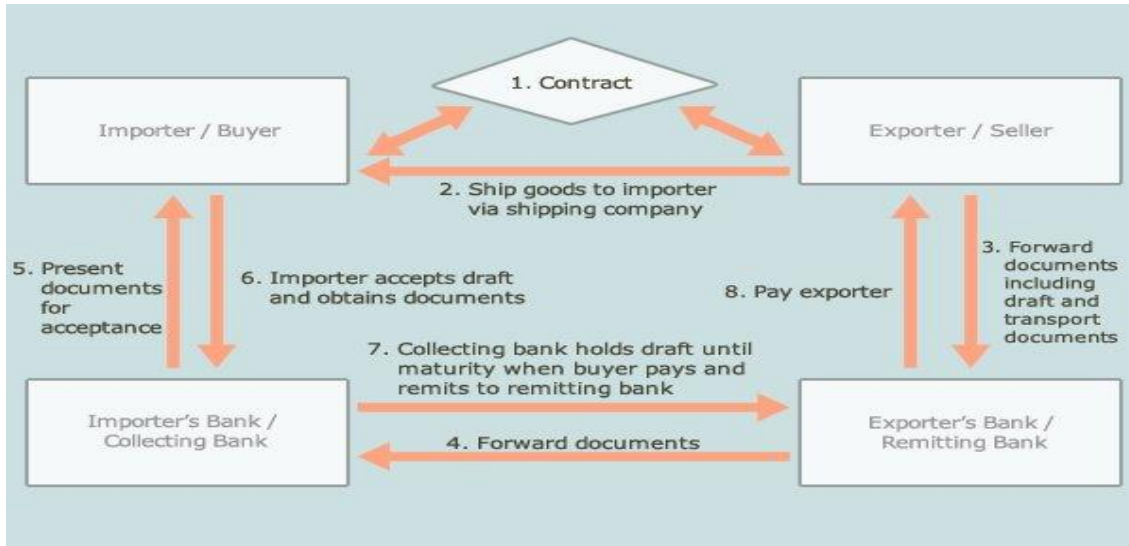 1. Contract
Importer / Buyer
Exporter / Seller
2. Ship goods to importer
via shipping company
5. Present
documents
for
acceptance
6. Importer accepts draft
and obtains documents
8. Pay exporter
3. Forward
documents
including
draft and
transport
documents
7. Collecting bank holds draft until
maturity when buyer pays and
remits to remitting bank
Importer's Bank /
Collecting Bank
4. Forward documents
Exporter's Bank /
Remitting Bank